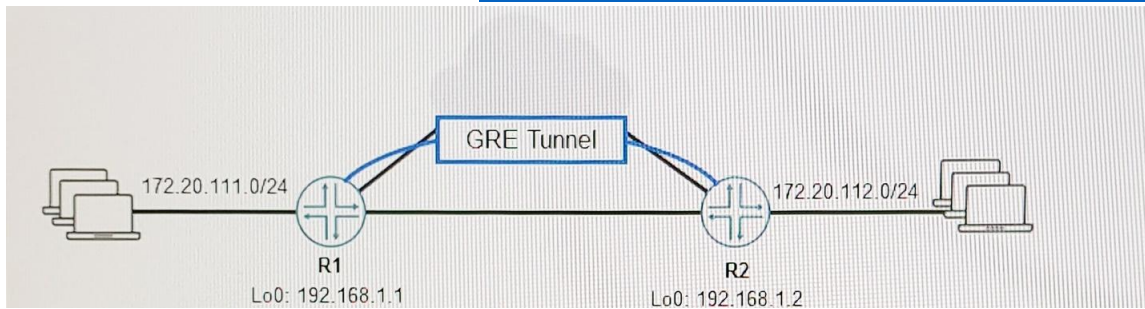 GRE Tunnel
172.20.111.0/24
172.20.112.0/24
R1
R2
Lo0: 192.168.1.1
Lo0: 192.168.1.2